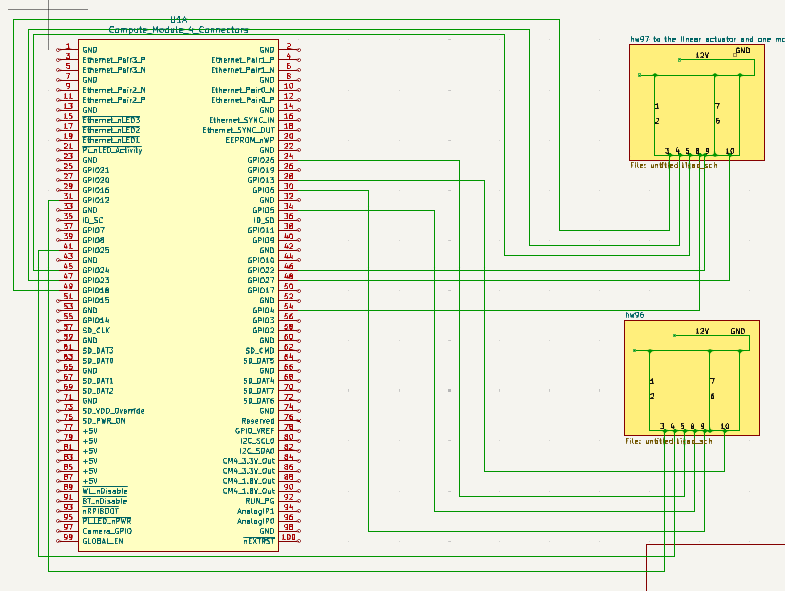 U1A
Compute_Module_4_Connectors
1 GND GND 2
3 Ethernet_Pair3_P Ethernet_Pair1_P 4
5 Ethernet_Pair3_N Ethernet_Pair1_N 6
7 GND GND 8
9 Ethernet_Pair2_N Ethernet_Pair0_N 10
11 Ethernet_Pair2_P Ethernet_Pair0_P 12
13 GND GND 14
15 Ethernet_nLED3 Ethernet_SYNC_IN 16
17 Ethernet_nLED2 Ethernet_SYNC_OUT 18
19 Ethernet_nLED1 EEPROM_nWP 20
21 Pi_nLED_Activity GND 22
23 GND GPIO26 24
25 GPIO21 GPIO19 26
27 GPIO20 GPIO13 28
29 GPIO16 GPIO6 30
31 GPIO12 GND 32
33 GND GPIO5 34
35 ID_SC ID_SD 36
37 GPIO7 GPIO11 38
39 GPIO8 GPIO9 40
41 GPIO25 GND 42
43 GND GPIO10 44
45 GPIO24 GPIO22 46
47 GPIO23 GPIO27 48
49 GPIO18 GPIO17 50
51 GPIO15 GND 52
53 GND GPIO4 54
55 GPIO14 GPIO3 56
57 SD_CLK GPIO2 58
59 GND GND 60
61 SD_DAT3 SD_CMD 62
63 SD_DAT0 SD_DAT5 64
65 GND GND 66
67 SD_DAT1 SD_DAT4 68
69 SD_DAT2 SD_DAT7 70
71 GND SD_DAT6 72
73 SD_VDD_Override GND 74
75 SD_PWR_ON Reserved 76
77 +5V GPIO_VREF 78
79 +5V I2C_SCL0 80
81 +5V I2C_SDA0 82
83 +5V CM4_3.3V_Out 84
85 +5V CM4_3.3V_Out 86
87 +5V CM4_1.8V_Out 88
89 WL_nDisable CM4_1.8V_Out 90
91 BT_nDisable RUN_PG 92
93 nRPIBOOT AnalogIP1 94
95 PI_LED_nPWR AnalogIP0 96
97 Camera_GPIO GND 98
99 GLOBAL_EN nEXTRST 100
hw97 to the linear actuator and one mo
12V GND
1 7
2 6
3 4 5 8 9 10
File: untitled
hw96
12V GND
1 7
2 6
3 4 5 8 9 10
File: untitled